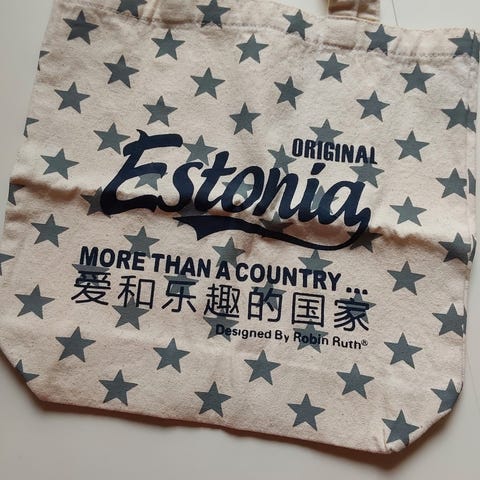 ORIGINAL
Estonia
MORE THAN A COUNTRY...
爱和乐趣的国家
Designed By Robin Ruth®